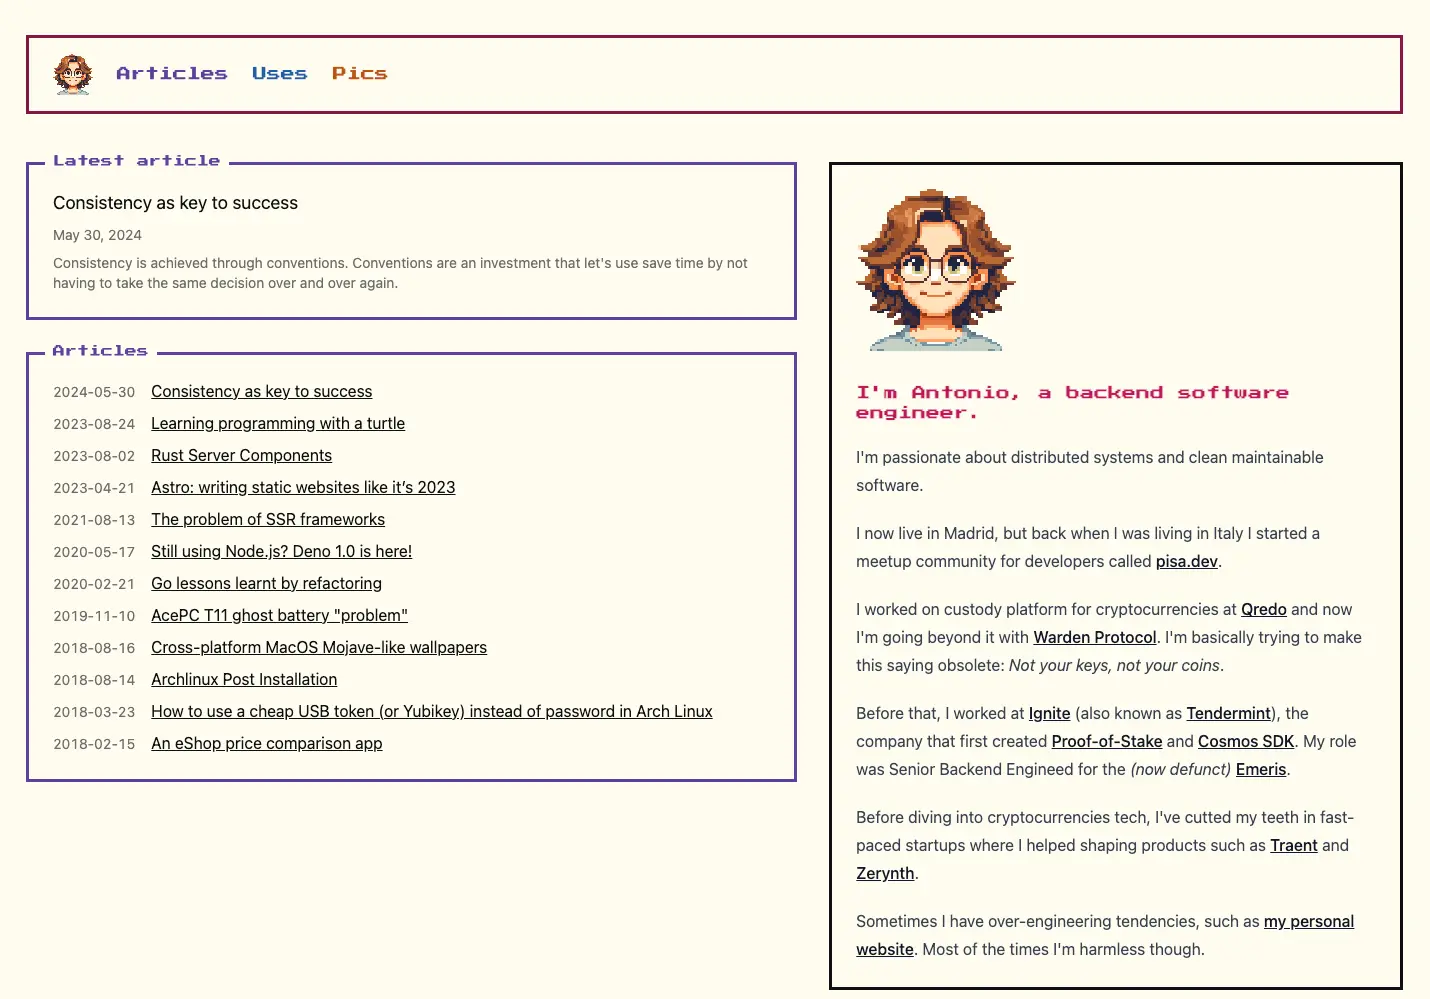 Articles Uses Pics
Latest article
Consistency as key to success
May 30, 2024
Consistency is achieved through conventions. Conventions are an investment that let's use save time by not
having to take the same decision over and over again.
Articles
2024-05-30 Consistency as key to success
2023-08-24 Learning programming with a turtle
2023-08-02 Rust Server Components
2023-04-21 Astro: writing static websites like it’s 2023
2021-08-13 The problem of SSR frameworks
2020-05-17 Still using Node.js? Deno 1.0 is here!
2020-02-21 Go lessons learnt by refactoring
2019-11-10 AcePC T11 ghost battery "problem"
2018-08-16 Cross-platform MacOS Mojave-like wallpapers
2018-08-14 Archlinux Post Installation
2018-03-23 How to use a cheap USB token (or Yubikey) instead of password in Arch Linux
2018-02-15 An eShop price comparison app
I'm Antonio, a backend software
engineer.
I'm passionate about distributed systems and clean maintainable
software.
I now live in Madrid, but back when I was living in Italy I started a
meetup community for developers called pisa.dev.
I worked on custody platform for cryptocurrencies at Qredo and now
I'm going beyond it with Warden Protocol. I'm basically trying to make
this saying obsolete: Not your keys, not your coins.
Before that, I worked at Ignite (also known as Tendermint), the
company that first created Proof-of-Stake and Cosmos SDK. My role
was Senior Backend Engineed for the (now defunct) Emeris.
Before diving into cryptocurrencies tech, I've cutted my teeth in fast-
paced startups where I helped shaping products such as Traent and
Zerynth.
Sometimes I have over-engineering tendencies, such as my personal
website. Most of the times I'm harmless though.